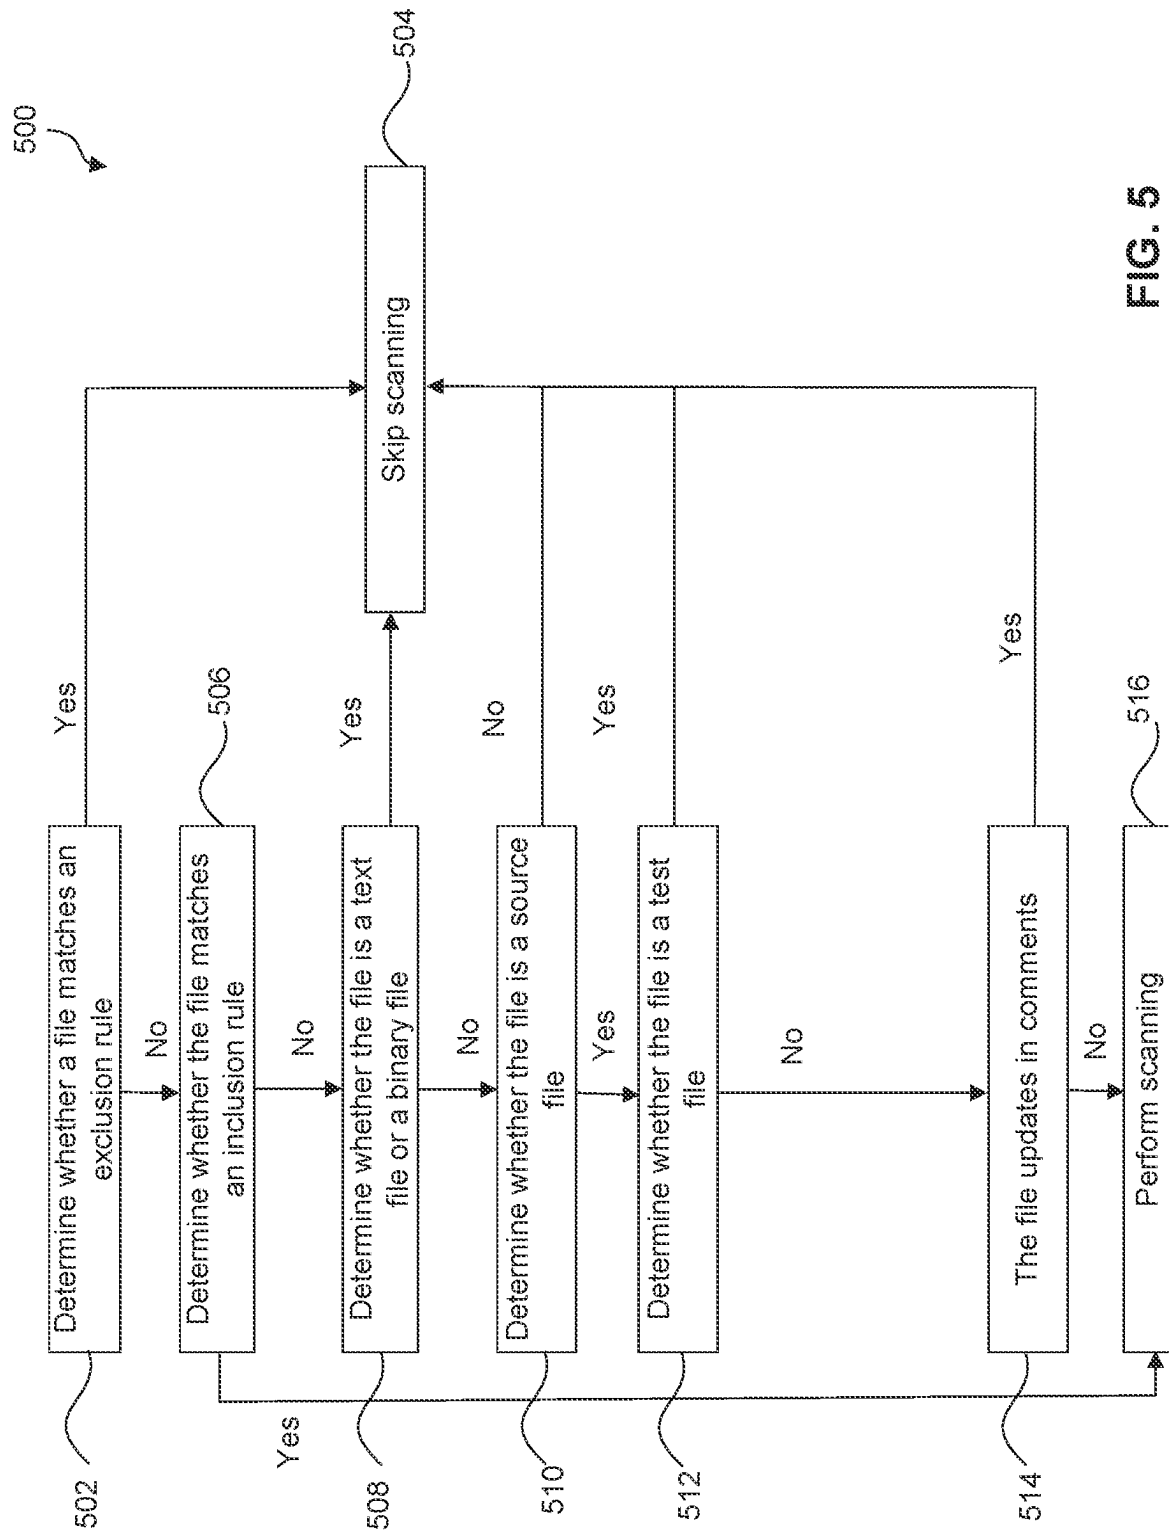 500
Determine whether a file matches an
exclusion rule
502
Yes
No
Determine whether the file matches
an inclusion rule
506
Yes
No
Determine whether the file is a text
file or a binary file
508
Yes
Skip scanning
504
No
Determine whether the file is a source
file
510
No
Yes
Determine whether the file is a test
file
512
Yes
No
The file updates in comments
514
Yes
No
Perform scanning
516
FIG. 5